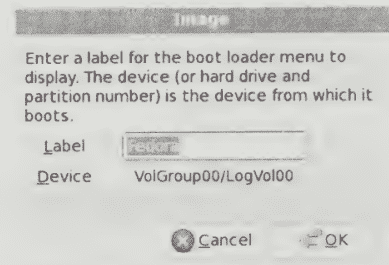 Image
Enter a label for the boot loader menu to
display. The device (or hard drive and
partition number) is the device from which it
boots.
Label
Device VolGroup00/LogVol00
Cancel OK